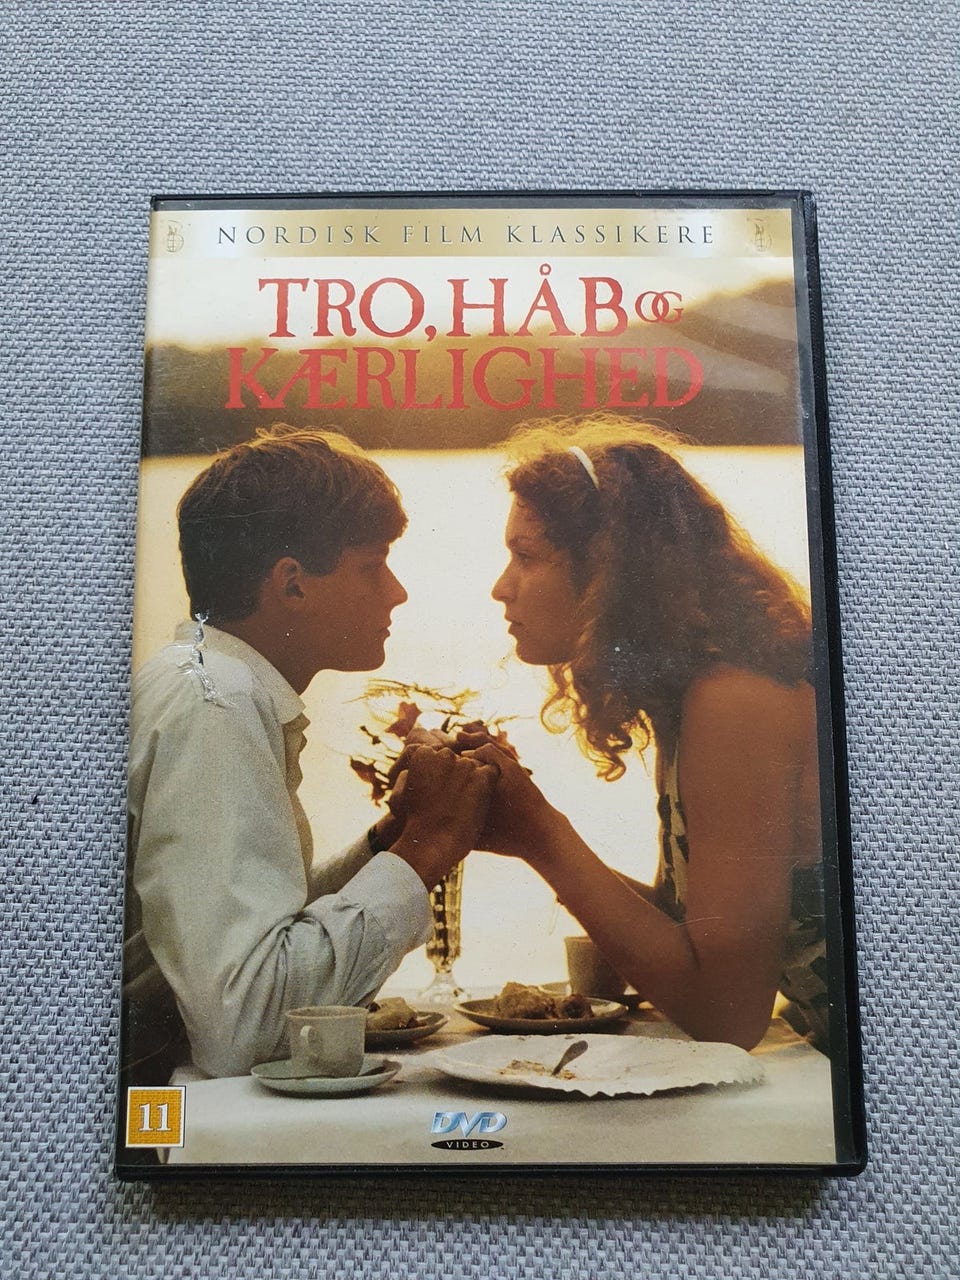 NORDISK FILM KLASSIKERE
TRO, HÅB OG
KÆRLIGHED
11
DVD
VIDEO